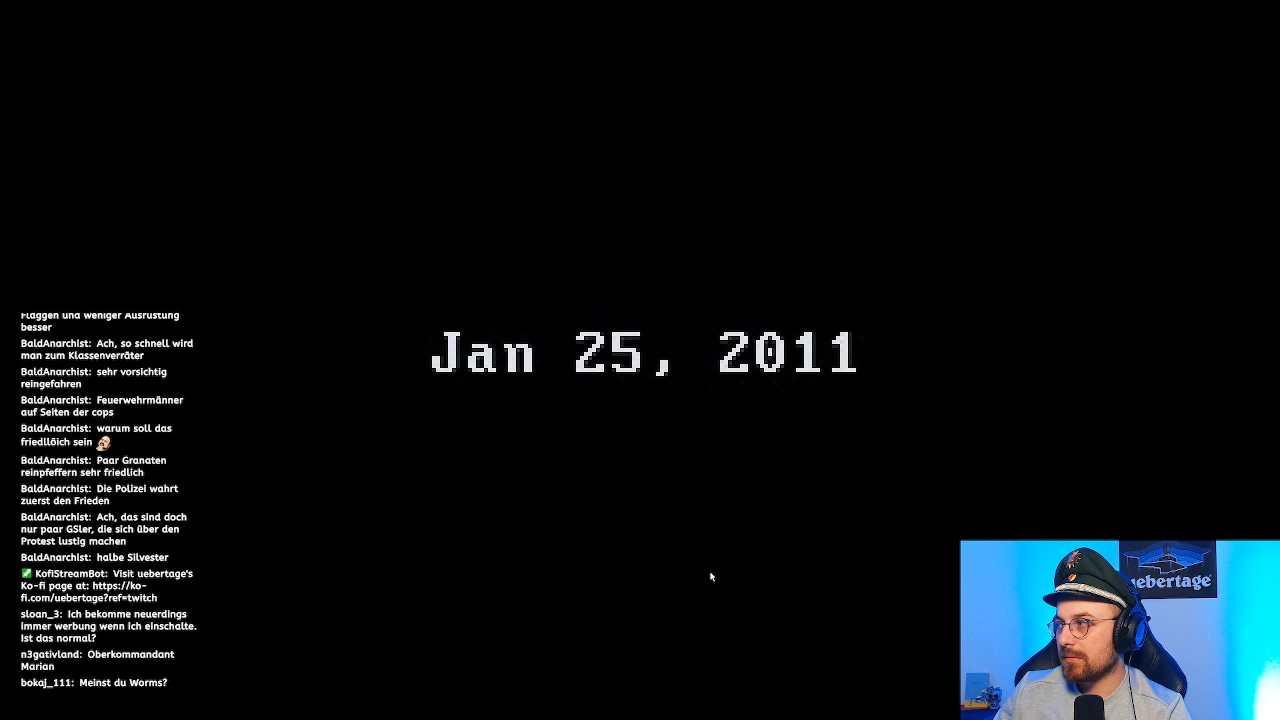 Flaggen und weniger Ausrüstung
besser
BaldAnarchist: Ach, so schnell wird
man zum Klassenverräter
BaldAnarchist: sehr vorsichtig
reingefahren
BaldAnarchist: Feuerwehrmänner
auf Seiten der cops
BaldAnarchist: warum soll das
friedllöich sein
BaldAnarchist: Paar Granaten
reinpfeffern sehr friedlich
BaldAnarchist: Die Polizei wahrt
zuerst den Frieden
BaldAnarchist: Ach, das sind doch
nur paar GSler, die sich über den
Protest lustig machen
BaldAnarchist: halbe Silvester
KofiStreamBot: Visit uebertage's
Ko-fi page at: https://ko-
fi.com/uebertage?ref=twitch
sloan_3: Ich bekomme neuerdings
immer werbung wenn ich einschalte.
Ist das normal?
n3gativland: Oberkommandant
Marian
bokaj_111: Meinst du Worms?
Jan 25, 2011
uebertage®